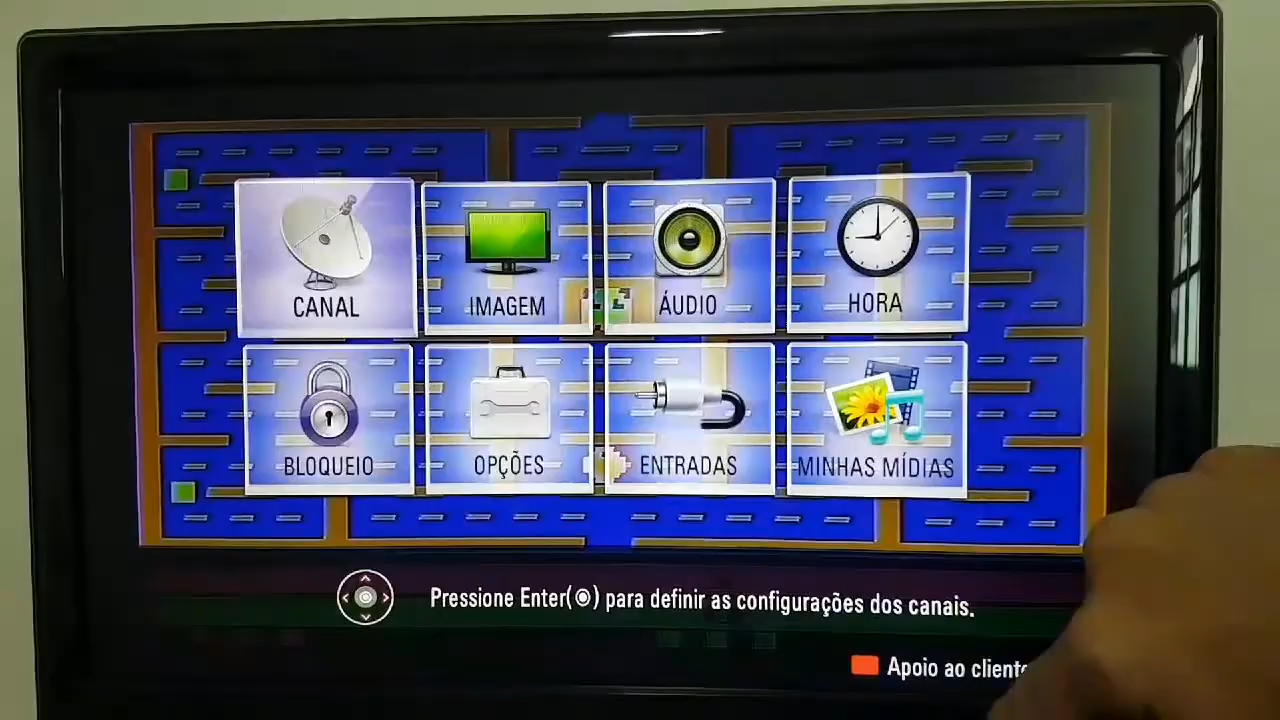 CANAL
IMAGEM
ÁUDIO
HORA
BLOQUEIO
OPÇÕES
ENTRADAS
MINHAS MÍDIAS
Pressione Enter(◉) para definir as configurações dos canais.
Apoio ao cliente